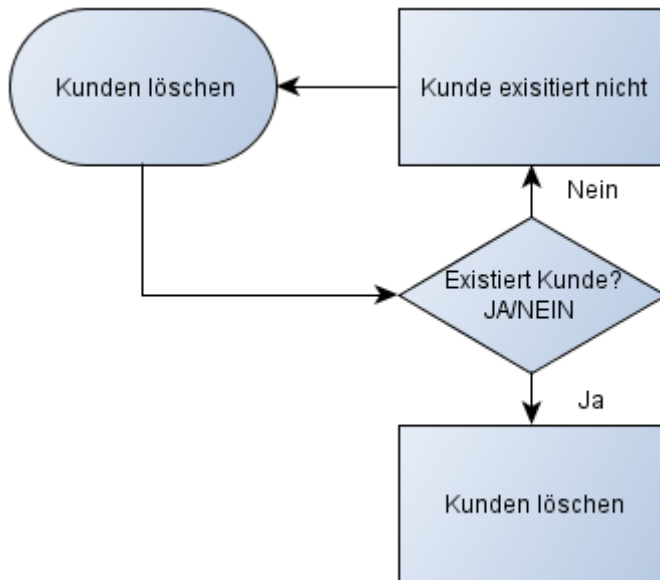 Kunden löschen
Kunde exisitiert nicht
Nein
Existiert Kunde?
JA/NEIN
Ja
Kunden löschen